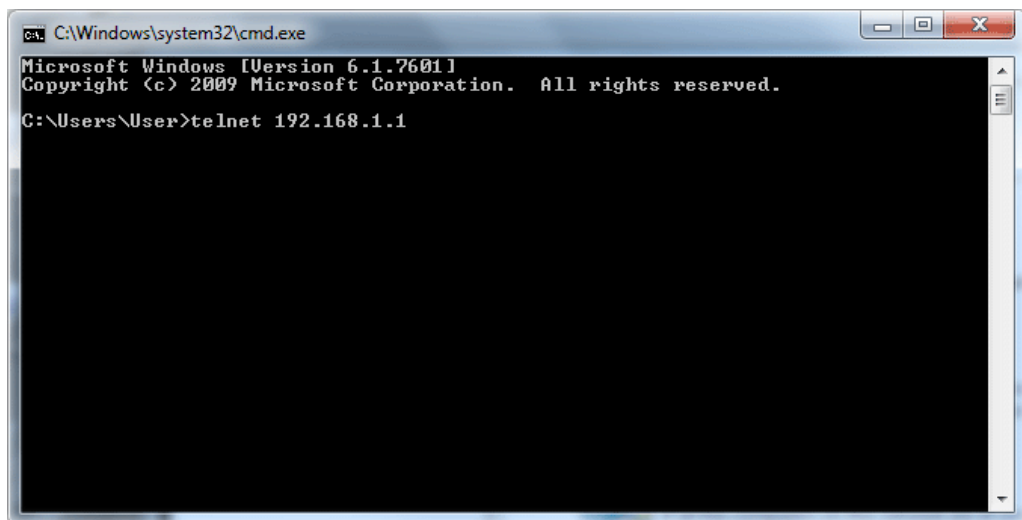 C:\Windows\system32\cmd.exe
Microsoft Windows [Version 6.1.7601]
Copyright (c) 2009 Microsoft Corporation.  All rights reserved.
C:\Users\User>telnet 192.168.1.1